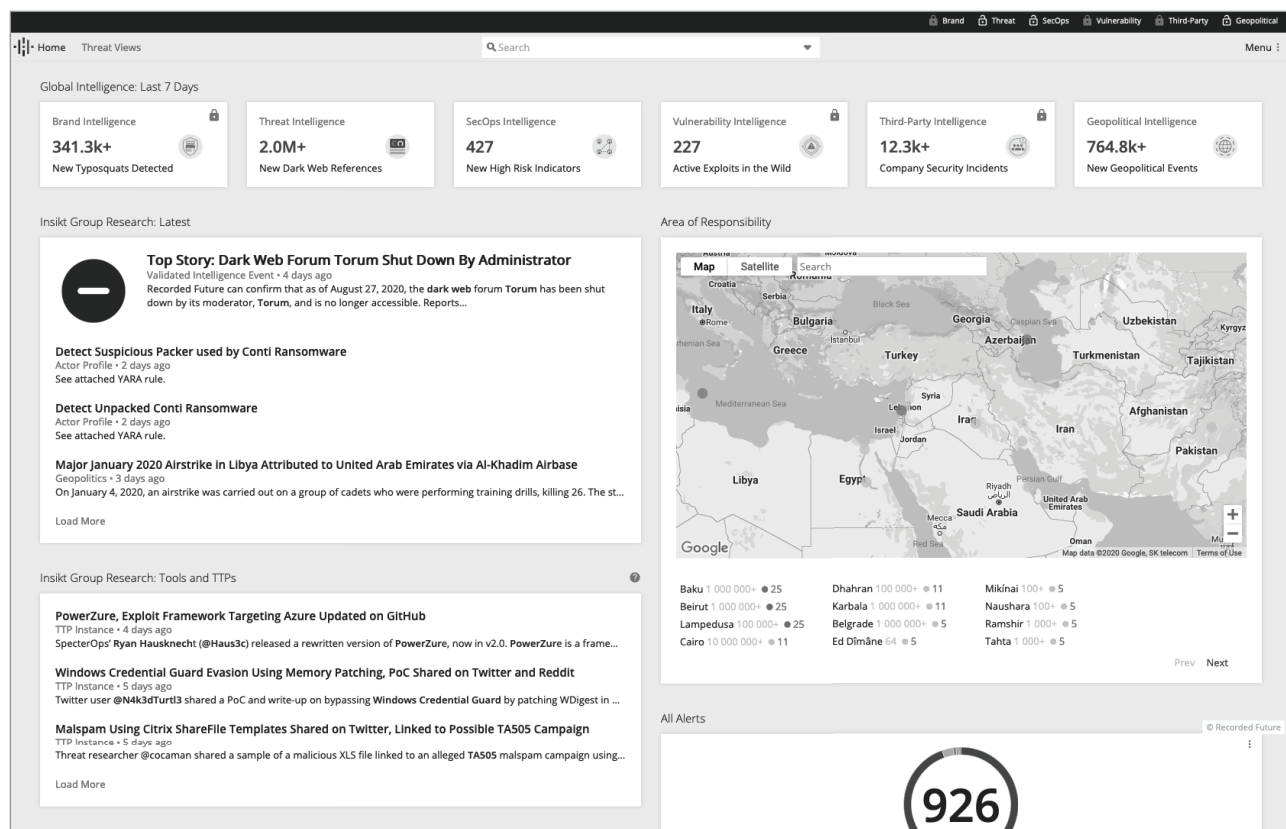 Brand Threat SecOps Vulnerability Third-Party Geopolitical
Home Threat Views Search Menu
Global Intelligence: Last 7 Days
Brand Intelligence
341.3k+
New Typosquats Detected
Threat Intelligence
2.0M+
New Dark Web References
SecOps Intelligence
427
New High Risk Indicators
Vulnerability Intelligence
227
Active Exploits in the Wild
Third-Party Intelligence
12.3k+
Company Security Incidents
Geopolitical Intelligence
764.8k+
New Geopolitical Events
Insikt Group Research: Latest
Top Story: Dark Web Forum Torum Shut Down By Administrator
Validated Intelligence Event • 4 days ago
Recorded Future can confirm that as of August 27, 2020, the dark web forum Torum has been shut
down by its moderator, Torum, and is no longer accessible. Reports...
Detect Suspicious Packer used by Conti Ransomware
Actor Profile • 2 days ago
See attached YARA rule.
Detect Unpacked Conti Ransomware
Actor Profile • 2 days ago
See attached YARA rule.
Major January 2020 Airstrike in Libya Attributed to United Arab Emirates via Al-Khadim Airbase
Geopolitics • 3 days ago
On January 4, 2020, an airstrike was carried out on a group of cadets who were performing training drills, killing 26. The st...
Load More
Insikt Group Research: Tools and TTPs
PowerZure, Exploit Framework Targeting Azure Updated on GitHub
TTP Instance • 4 days ago
SpecterOps' Ryan Hausknecht (@Haus3c) released a rewritten version of PowerZure, now in v2.0. PowerZure is a frame...
Windows Credential Guard Evasion Using Memory Patching, PoC Shared on Twitter and Reddit
TTP Instance • 5 days ago
Twitter user @N4k3dTurtl3 shared a PoC and write-up on bypassing Windows Credential Guard by patching WDigest in ...
Malspam Using Citrix ShareFile Templates Shared on Twitter, Linked to Possible TA505 Campaign
TTP Instance • 5 days ago
Threat researcher @cocaman shared a sample of a malicious XLS file linked to an alleged TA505 malspam campaign using...
Load More
Area of Responsibility
Map Satellite Search
Austria Moldova
Romania
Croatia
Serbia
Italy
Rome
Black Sea
Bulgaria
Georgia
Caspian Sea
Uzbekistan
Kyrgyz
Istanbul
Azerbaijan
Greece
Turkey
Turkmenistan
Tajikistan
Syria
Mediterranean Sea
Lebanon
Afghanistan
Iraq
Iran
Israel
Jordan
Pakistan
Libya
Egypt
Persian Gulf
Riyadh
الرياض
United Arab
Emirates
Saudi Arabia
Mecca
مكة
Red Sea
Oman
Google
Map data ©2020 Google, SK telecom Terms of Use
Baku 1 000 000+ 25
Beirut 1 000 000+ 25
Lampedusa 100 000+ 25
Cairo 10 000 000+ 11
Dhahran 100 000+ 11
Karbala 1 000 000+ 11
Belgrade 1 000 000+ 5
Ed Dîmâne 64 5
Mikínai 100+ 5
Naushara 100+ 5
Ramshir 1 000+ 5
Tahta 1 000+ 5
Prev Next
All Alerts
© Recorded Future
926